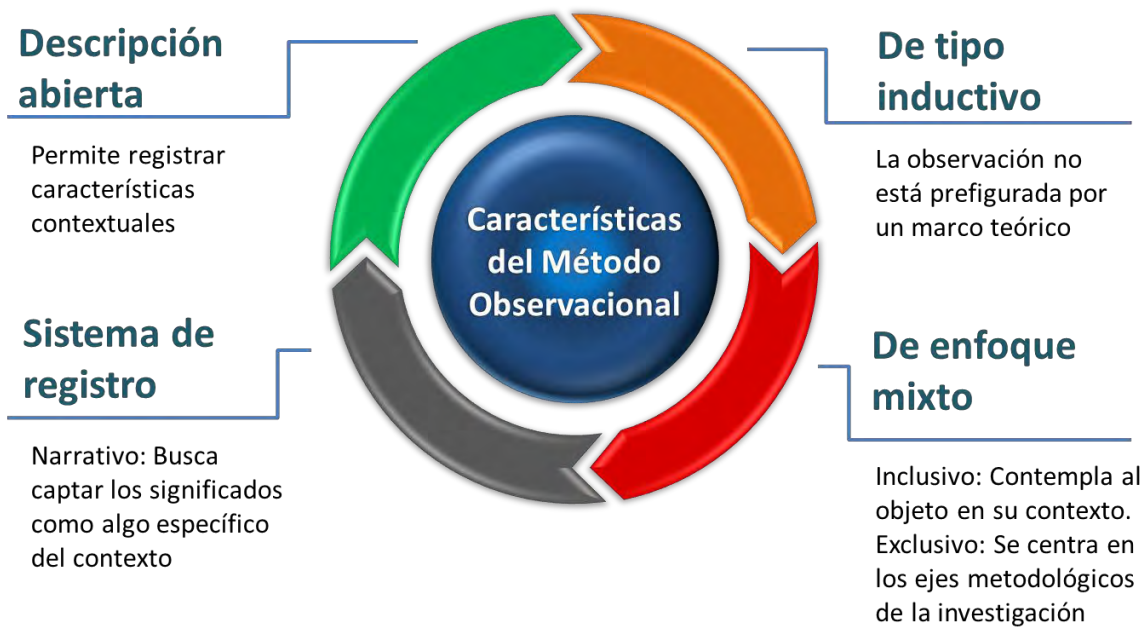 Descripción
abierta
Permite registrar
características
contextuales
De tipo
inductivo
La observación no
está prefigurada por
un marco teórico
Características
del Método
Observacional
Sistema de
registro
Narrativo: Busca
captar los significados
como algo específico
del contexto
De enfoque
mixto
Inclusivo: Contempla al
objeto en su contexto.
Exclusivo: Se centra en
los ejes metodológicos
de la investigación